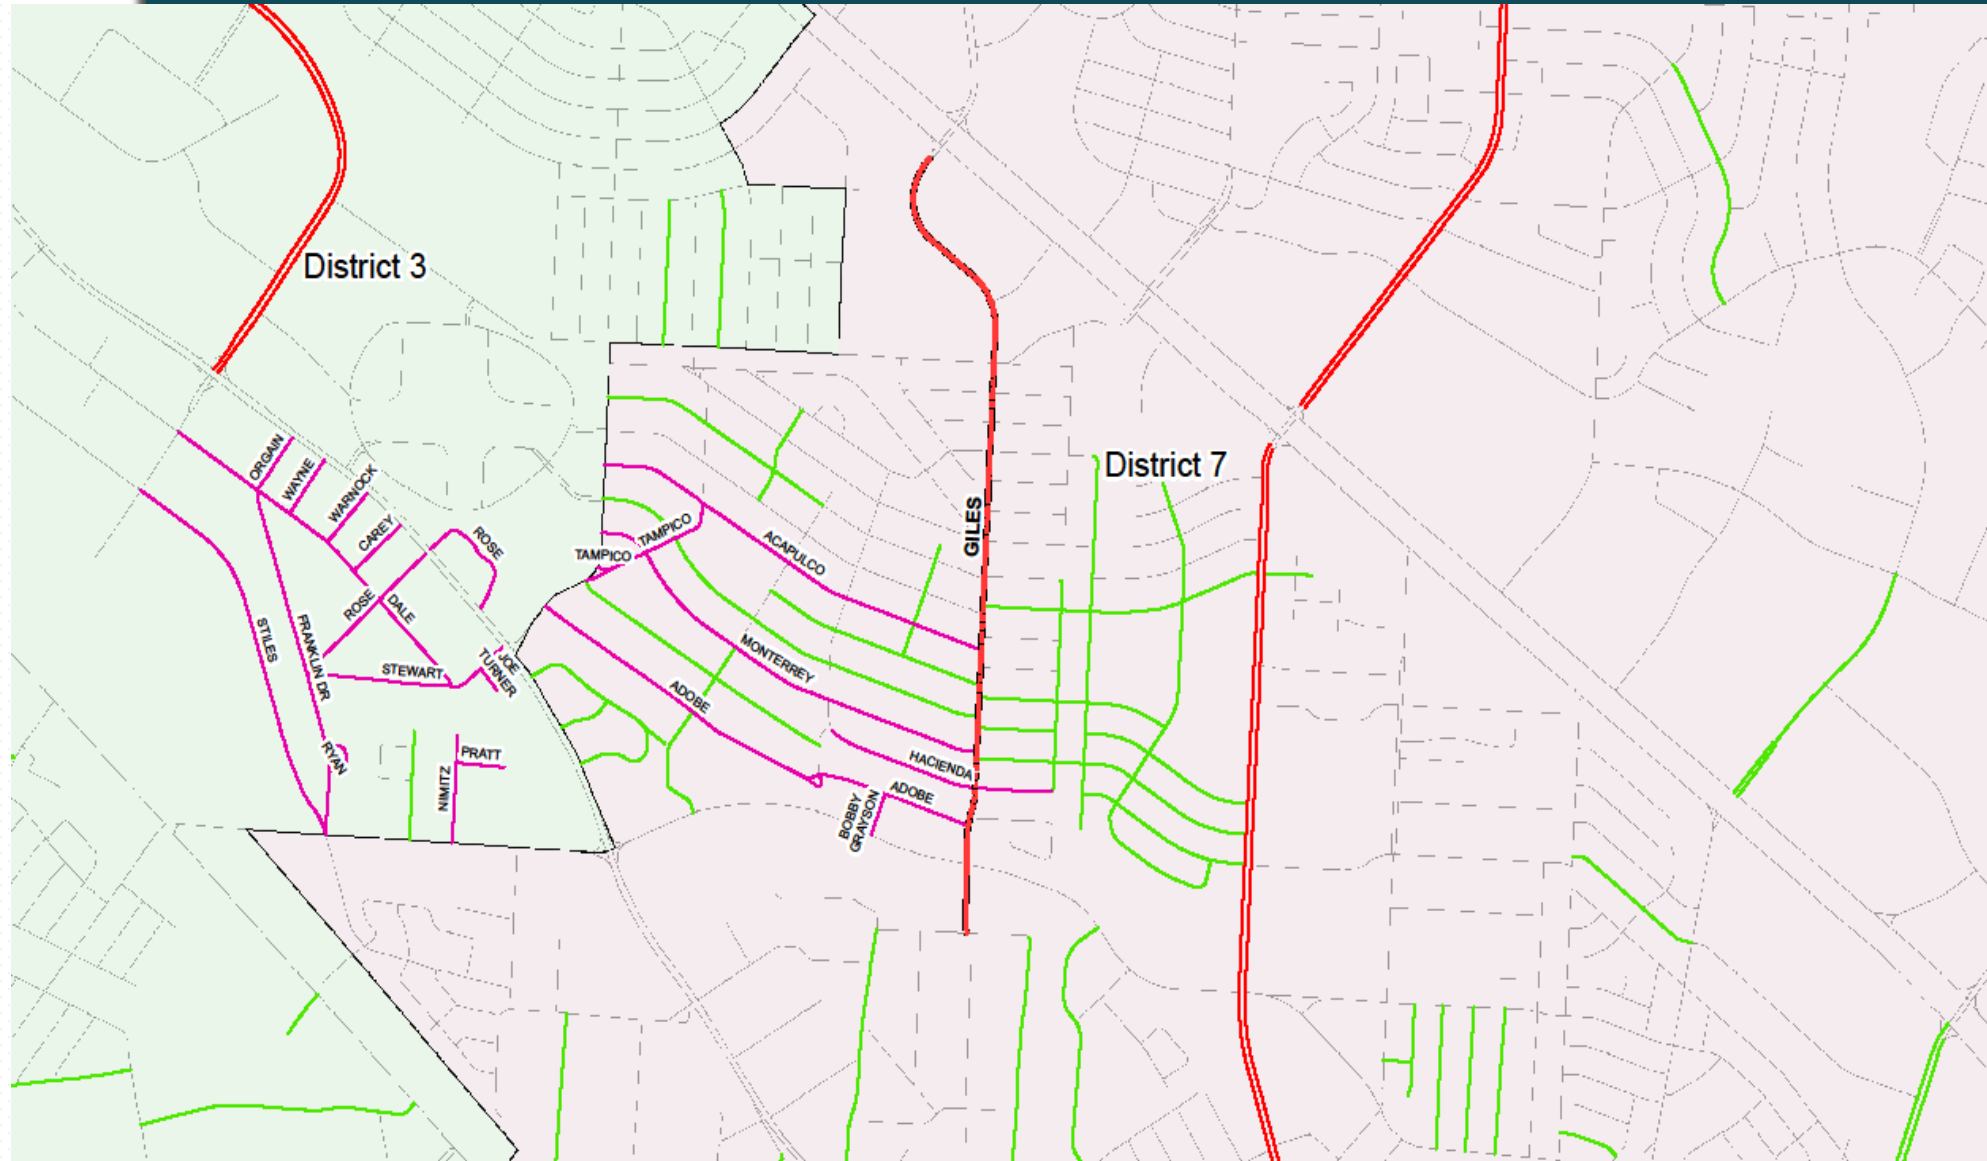 District 3
District 7
ORGAIN
WAYNE
WARNOCK
CAREY
ROSE
GILES
TAMPICO
TAMPICO
ACAPULCO
ROSE
DALE
STILES
FRANKLIN DR
STEWART
JOE
TURNER
MONTERREY
ADOBE
RYAN
PRATT
NIMITZ
HACIENDA
ADOBE
BOBBY
GRAYSON